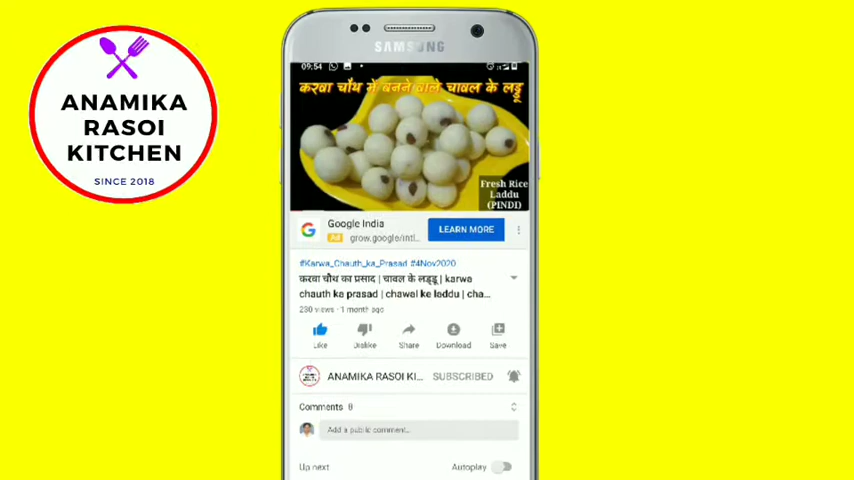 ANAMIKA
RASOI
KITCHEN
SINCE 2018
SAMSUNG
09:54
करवा चौथ में बनने वाले चावल के लड्डू
Fresh Rice
Laddu
(PINDI)
Google India
LEARN MORE
Ad grow.google/intl...
#Karwa_Chauth_ka_Prasad #4Nov2020
करवा चौथ का प्रसाद | चावल के लड्डू | karwa
chauth ka prasad | chawal ke laddu | cha...
230 views · 1 month ago
Like Dislike Share Download Save
ANAMIKA RASOI KI... SUBSCRIBED
Comments 8
Add a public comment...
Up next Autoplay